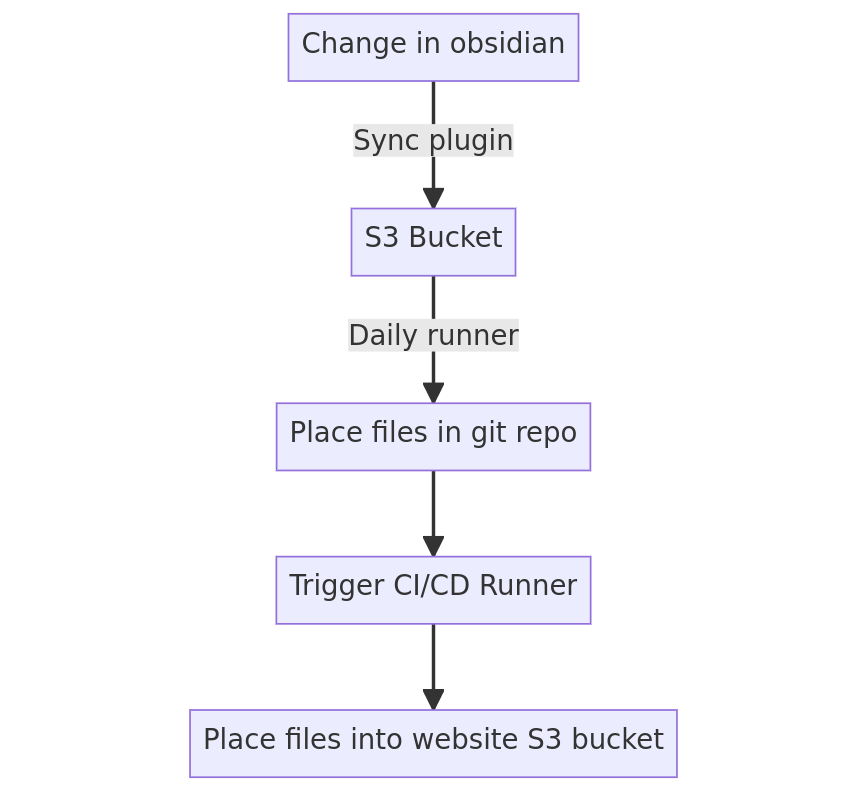 Change in obsidian
Sync plugin
S3 Bucket
Daily runner
Place files in git repo
Trigger CI/CD Runner
Place files into website S3 bucket